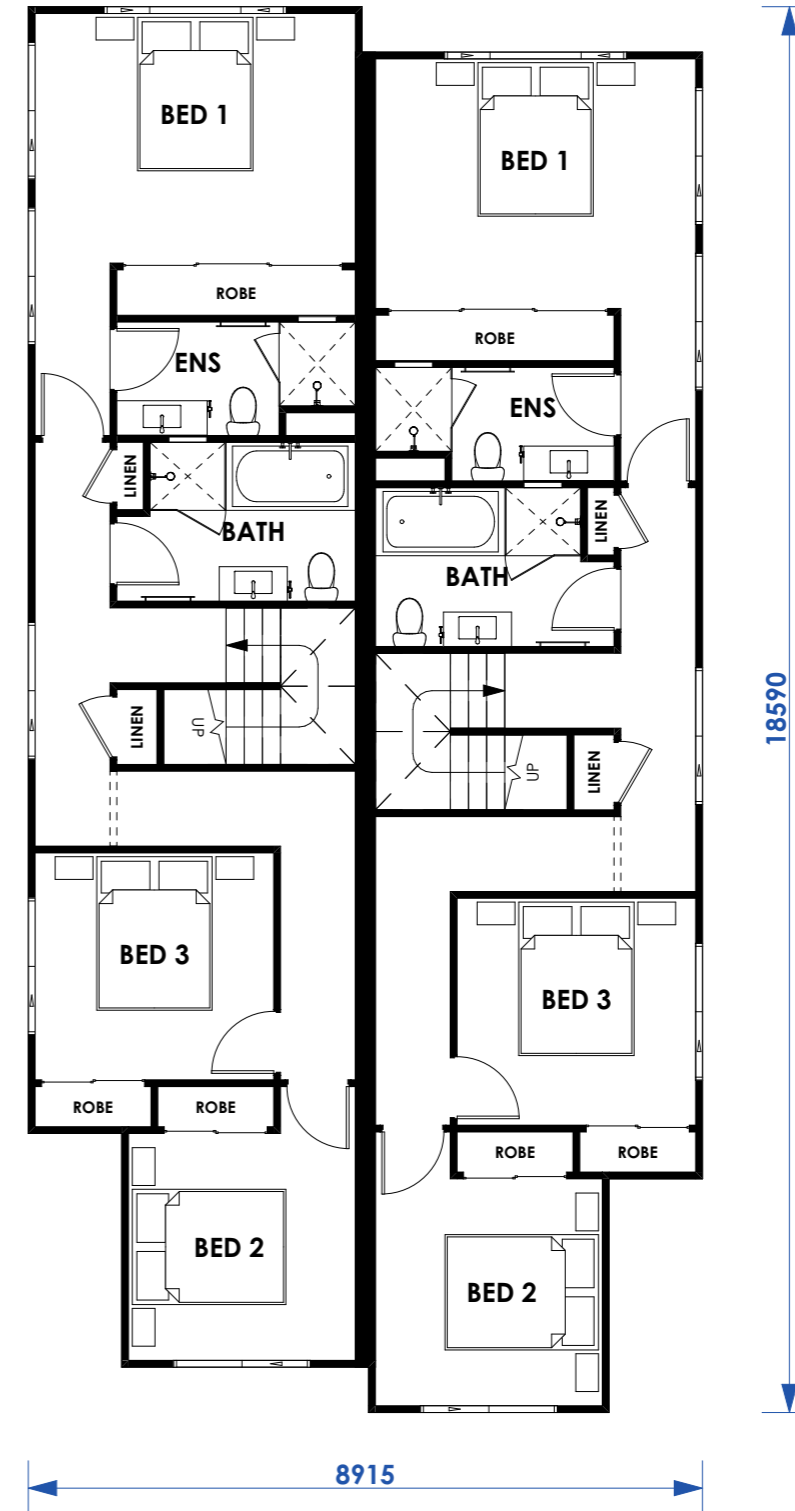 BED 1
BED 1
ROBE
ROBE
ENS
ENS
LINEN
LINEN
BATH
BATH
18590
LINEN
UP
LINEN
UP
BED 3
BED 3
ROBE
ROBE
ROBE
ROBE
BED 2
BED 2
8915